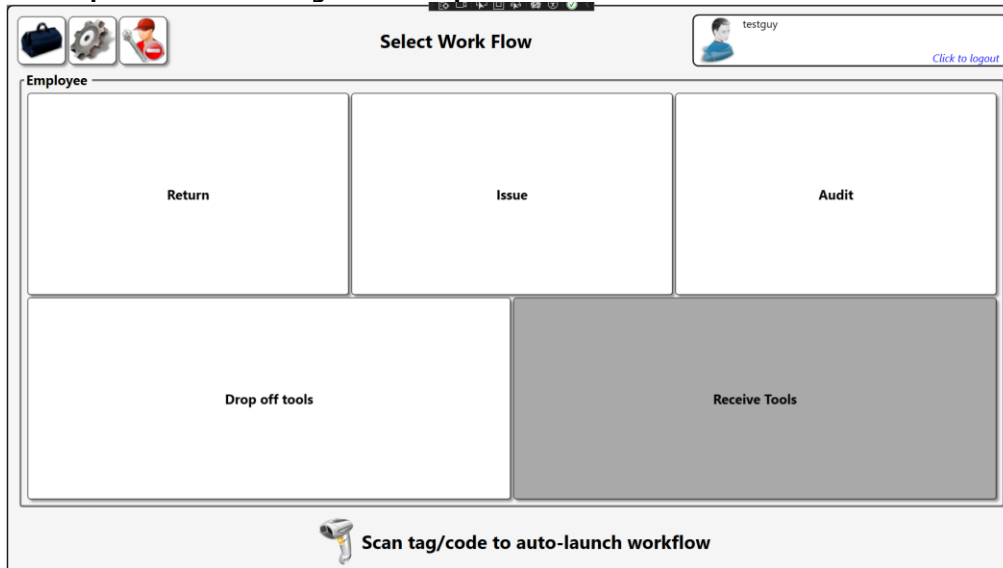 Select Work Flow
testguy
Click to logout
Employee
Return
Issue
Audit
Drop off tools
Receive Tools
Scan tag/code to auto-launch workflow